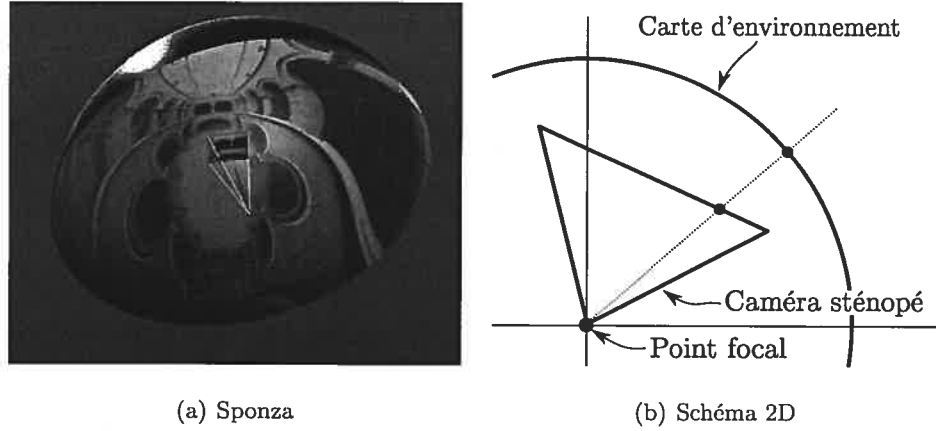 Carte d'environnement
Caméra sténopé
Point focal
(a) Sponza
(b) Schéma 2D